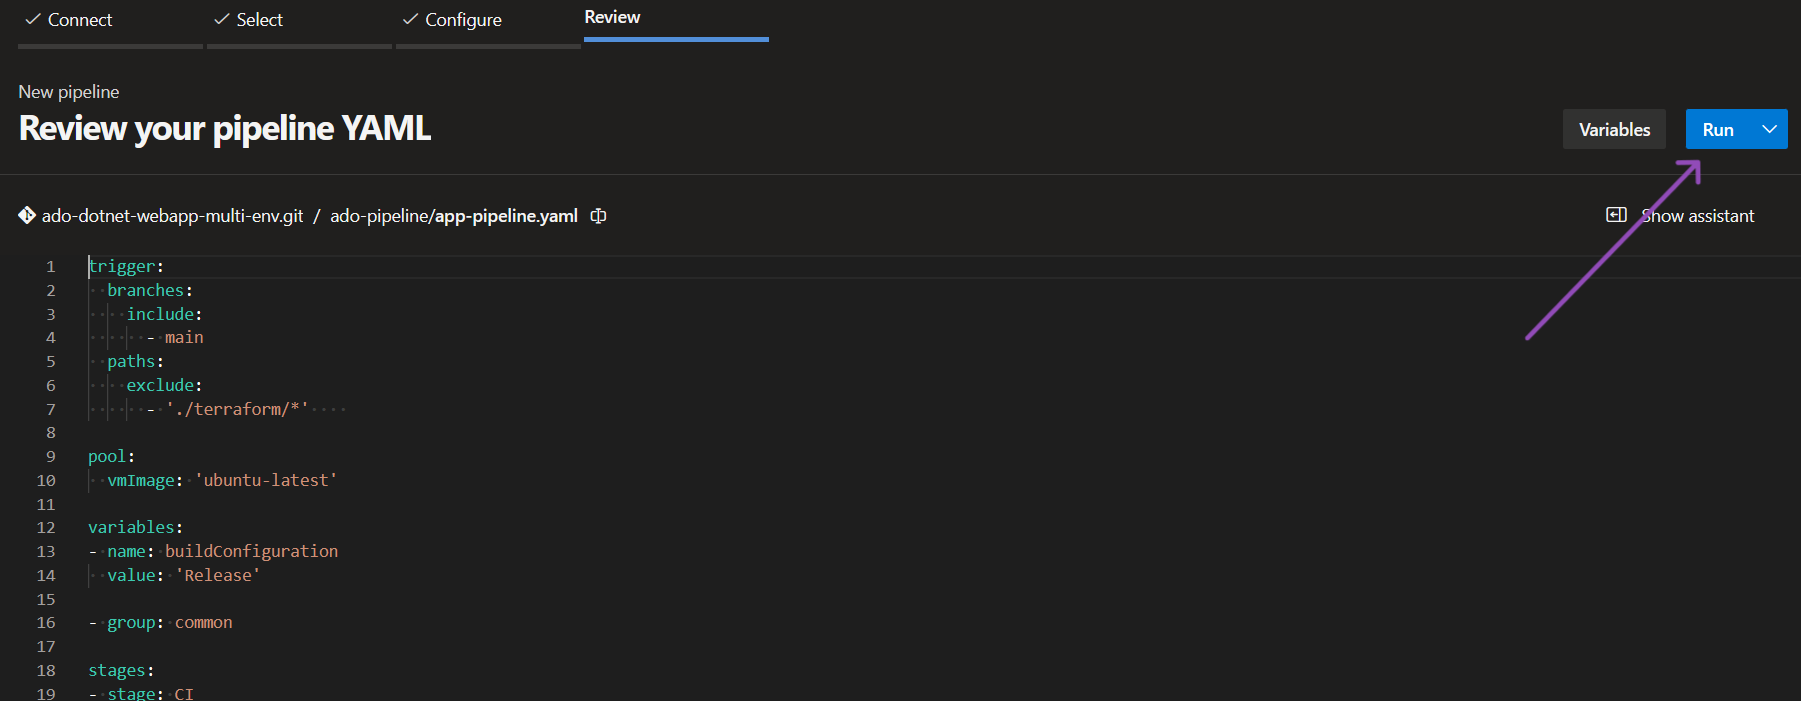 Connect Select Configure Review
New pipeline
Review your pipeline YAML
Variables Run
ado-dotnet-webapp-multi-env.git / ado-pipeline/app-pipeline.yaml Show assistant
1 trigger:
2   branches:
3     include:
4       - main
5   paths:
6     exclude:
7       - './terraform/*'
8
9 pool:
10   vmImage: 'ubuntu-latest'
11
12 variables:
13 - name: buildConfiguration
14   value: 'Release'
15
16 - group: common
17
18 stages:
19 - stage: CI